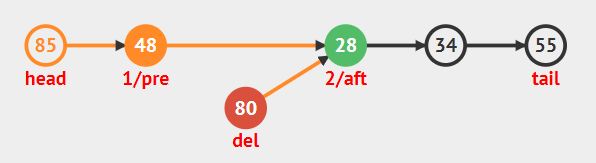 85 48 28 34 55
head 1/pre 2/aft tail
80
del